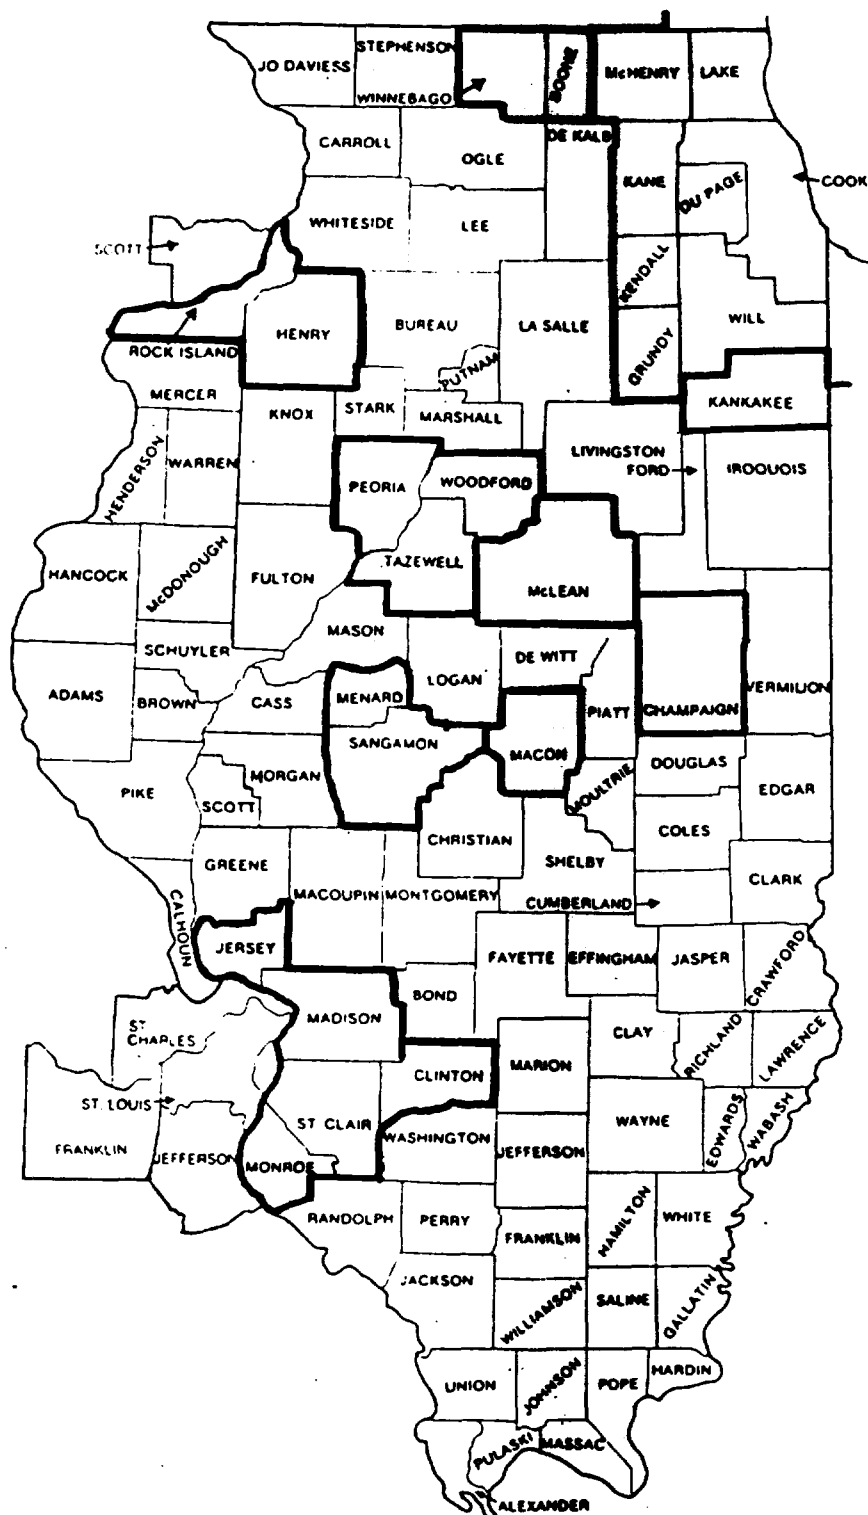 STEPHENSON
JO DAVIESS
WINNEBAGO
BOONE
McHENRY
LAKE
CARROLL
OGLE
DE KALB
KANE
DU PAGE
COOK
WHITESIDE
LEE
SCOTT
KENDALL
ROCK ISLAND
HENRY
BUREAU
LA SALLE
WILL
GRUNDY
PUTNAM
MERCER
KNOX
STARK
MARSHALL
KANKAKEE
HENDERSON
WARREN
PEORIA
WOODFORD
LIVINGSTON
FORD
IROQUOIS
HANCOCK
McDONOUGH
FULTON
TAZEWELL
McLEAN
MASON
SCHUYLER
ADAMS
BROWN
CASS
MENARD
LOGAN
DE WITT
PIATT
CHAMPAIGN
VERMILION
SANGAMON
MACON
PIKE
SCOTT
MORGAN
MOULTRIE
DOUGLAS
EDGAR
CHRISTIAN
COLES
GREENE
SHELBY
CLARK
CALHOUN
MACOUPIN
MONTGOMERY
CUMBERLAND
JERSEY
FAYETTE
EFFINGHAM
JASPER
CRAWFORD
BOND
MADISON
ST.
CHARLES
CLAY
RICHLAND
LAWRENCE
MARION
CLINTON
ST. LOUIS
ST CLAIR
WASHINGTON
WAYNE
EDWARDS
WABASH
FRANKLIN
JEFFERSON
MONROE
JEFFERSON
RANDOLPH
PERRY
FRANKLIN
HAMILTON
WHITE
JACKSON
WILLIAMSON
SALINE
GALLATIN
UNION
JOHNSON
POPE
HARDIN
PULASKI
MASSAC
ALEXANDER